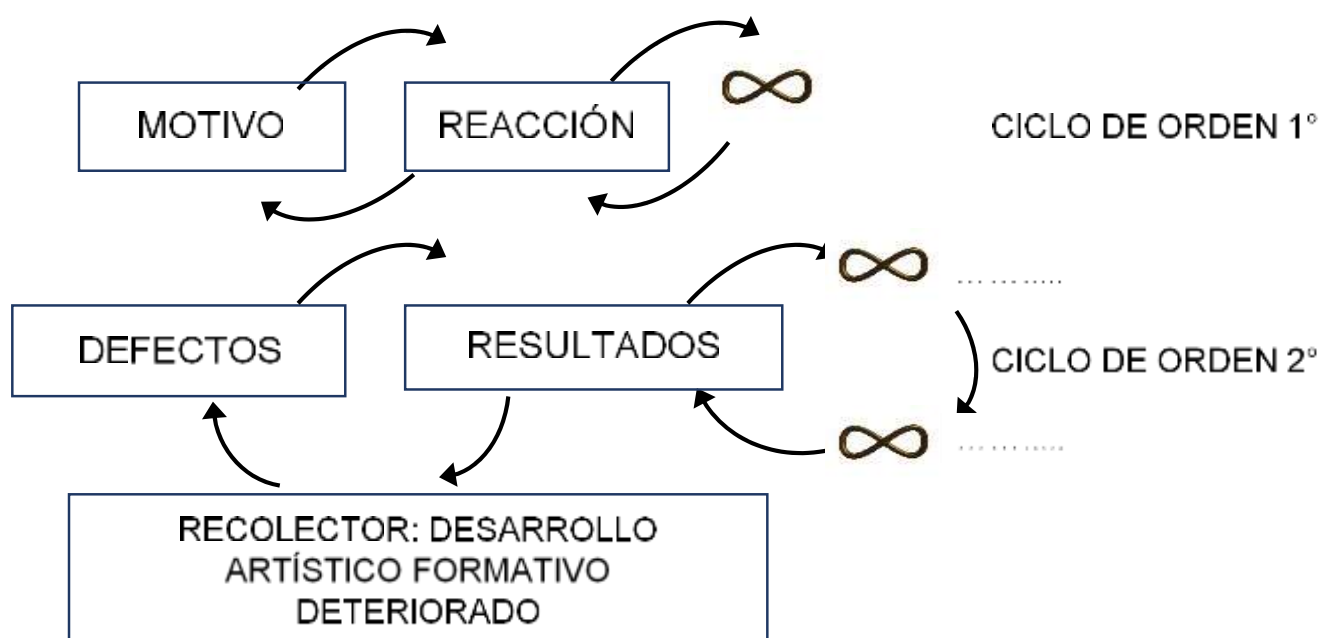 MOTIVO
REACCIÓN
∞
CICLO DE ORDEN 1°
DEFECTOS
RESULTADOS
∞ ... ... .....
CICLO DE ORDEN 2°
∞ ... ... .....
RECOLECTOR: DESARROLLO
ARTÍSTICO FORMATIVO
DETERIORADO